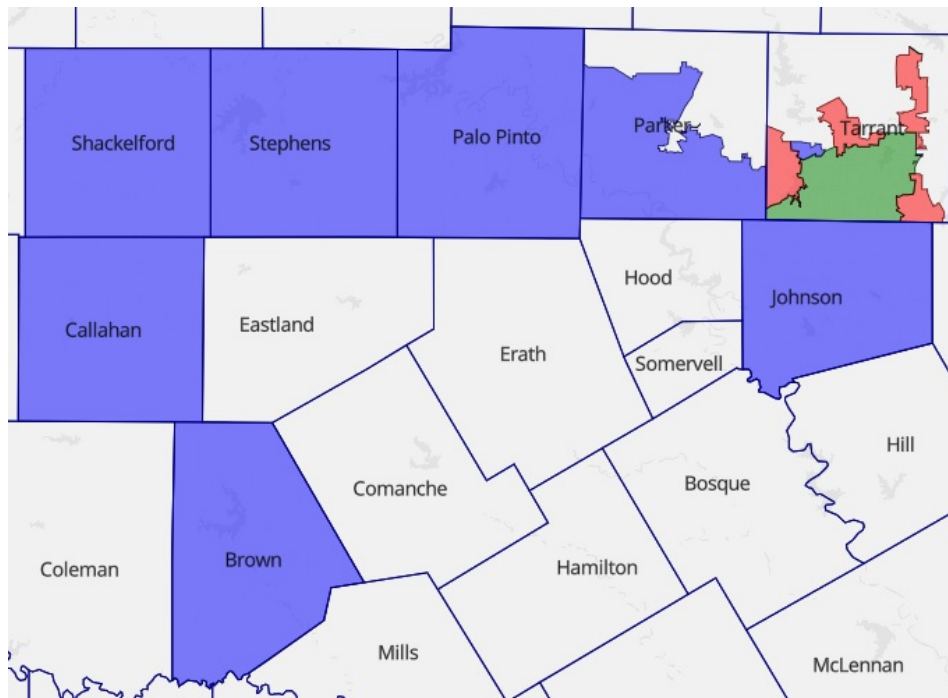 Parker
Tarrant
Palo Pinto
Shackelford
Stephens
Hood
Johnson
Callahan
Eastland
Erath
Somervell
Hill
Bosque
Comanche
Brown
Hamilton
Coleman
Mills
McLennan